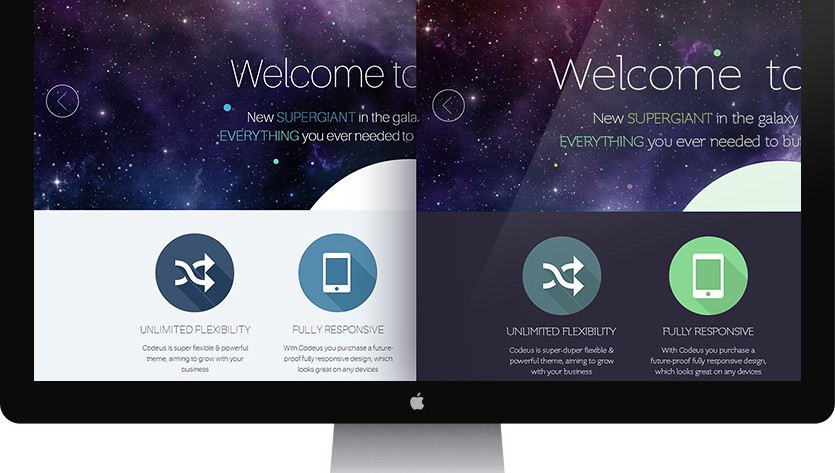 Welcome to
New SUPERGIANT in the gala
EVERYTHING you ever needed to
UNLIMITED FLEXIBILITY
Codeus is super flexible & powerful
theme, aiming to grow with your
business
FULLY RESPONSIVE
With Codeus you purchase a future-
proof fully responsive design, which
looks great on any devices
Welcome to
New SUPERGIANT in the galaxy
EVERYTHING you ever needed to bu
UNLIMITED FLEXIBILITY
Codeus is super-duper flexible &
powerful theme, aiming to grow
with your business
FULLY RESPONSIVE
With Codeus you purchase a
future-proof fully responsive design,
which looks great on any devices